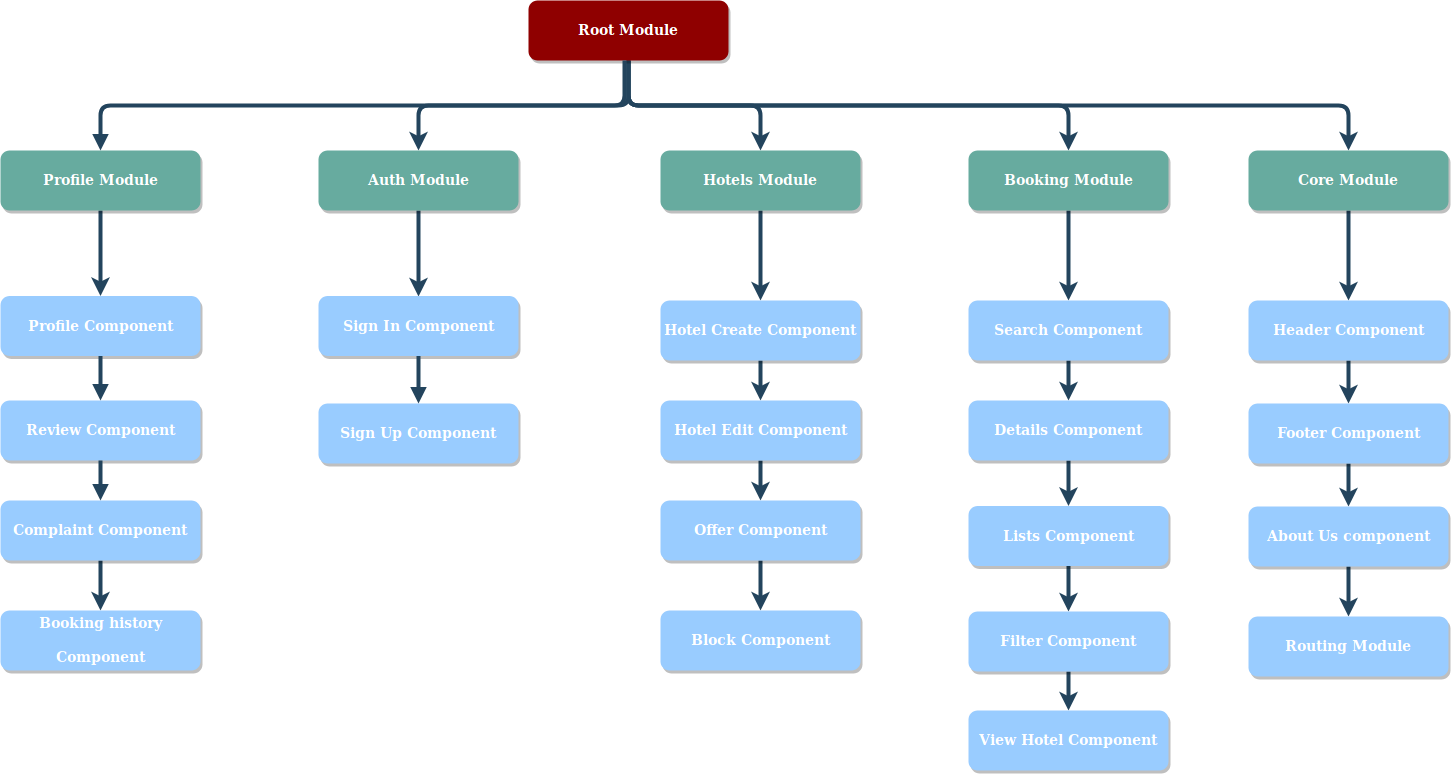 Root Module
Profile Module
Auth Module
Hotels Module
Booking Module
Core Module
Profile Component
Sign In Component
Hotel Create Component
Search Component
Header Component
Review Component
Sign Up Component
Hotel Edit Component
Details Component
Footer Component
Complaint Component
Offer Component
Lists Component
About Us component
Booking history
Component
Block Component
Filter Component
Routing Module
View Hotel Component